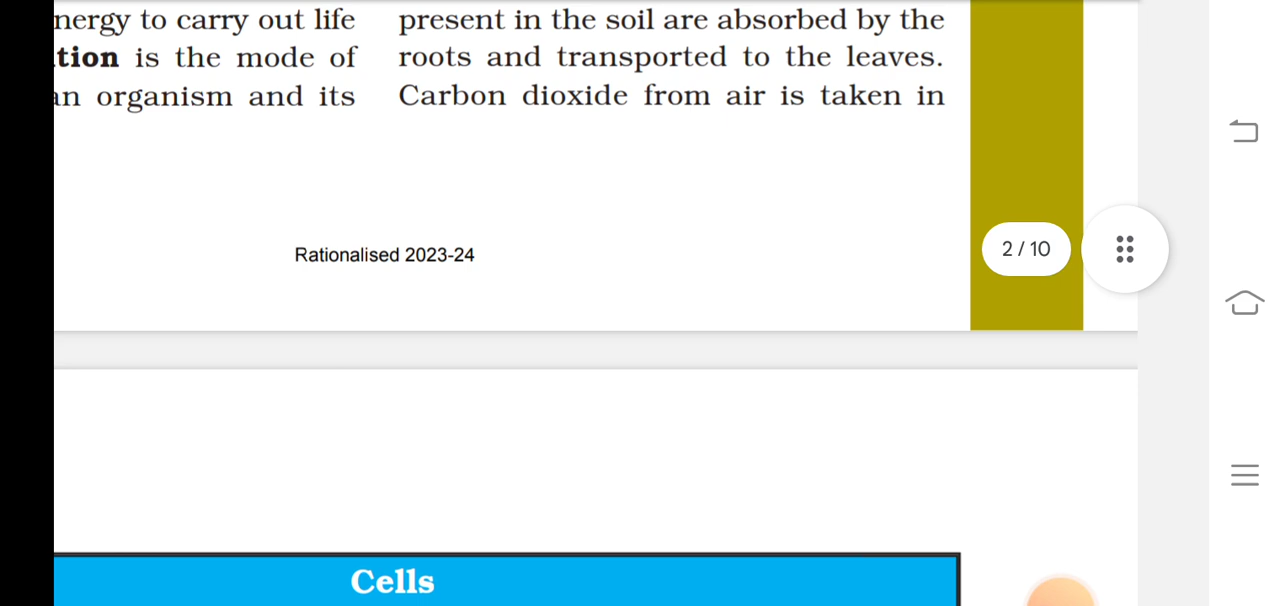 to carry out life
is the mode of
organism and its
present in the soil are absorbed by the
roots and transported to the leaves.
Carbon dioxide from air is taken in
Rationalised 2023-24
2 / 10
Cells